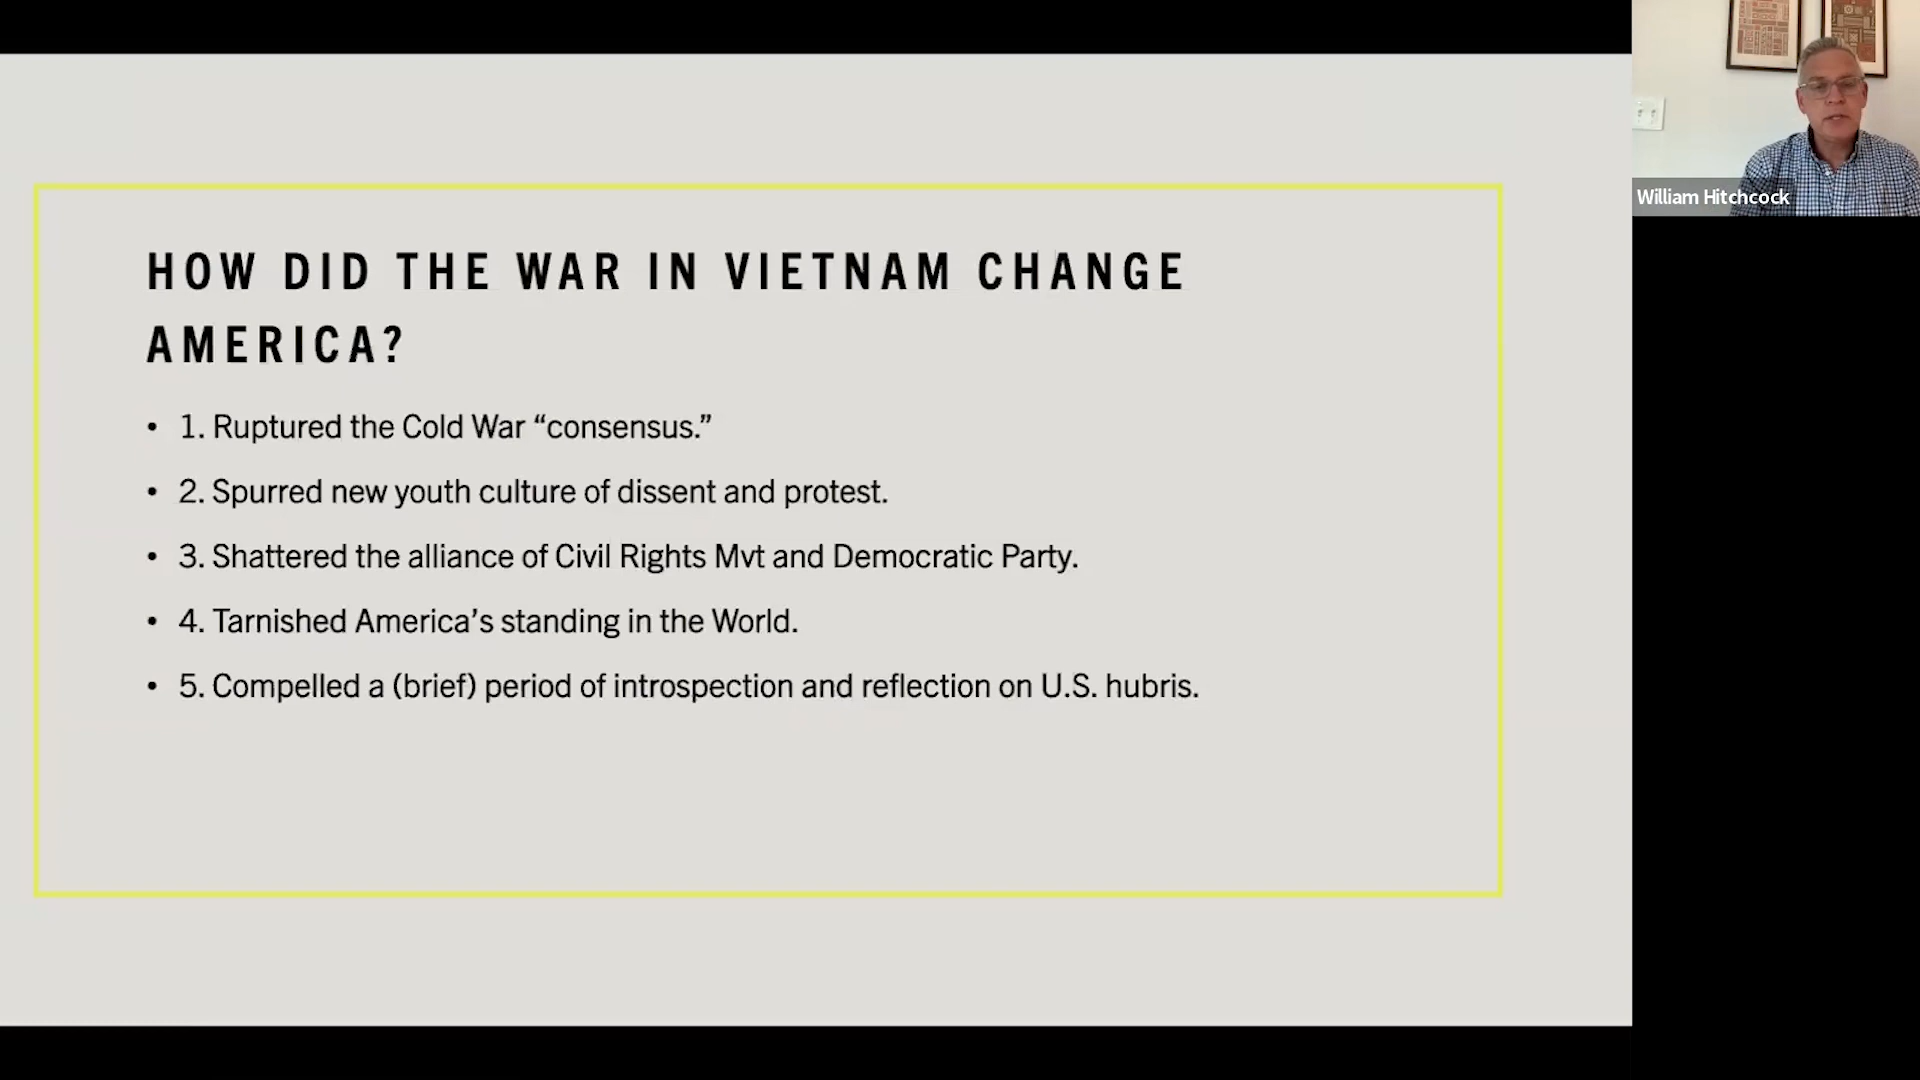 HOW DID THE WAR IN VIETNAM CHANGE
AMERICA?
• 1. Ruptured the Cold War “consensus.”
• 2. Spurred new youth culture of dissent and protest.
• 3. Shattered the alliance of Civil Rights Mvt and Democratic Party.
• 4. Tarnished America’s standing in the World.
• 5. Compelled a (brief) period of introspection and reflection on U.S. hubris.
William Hitchcock